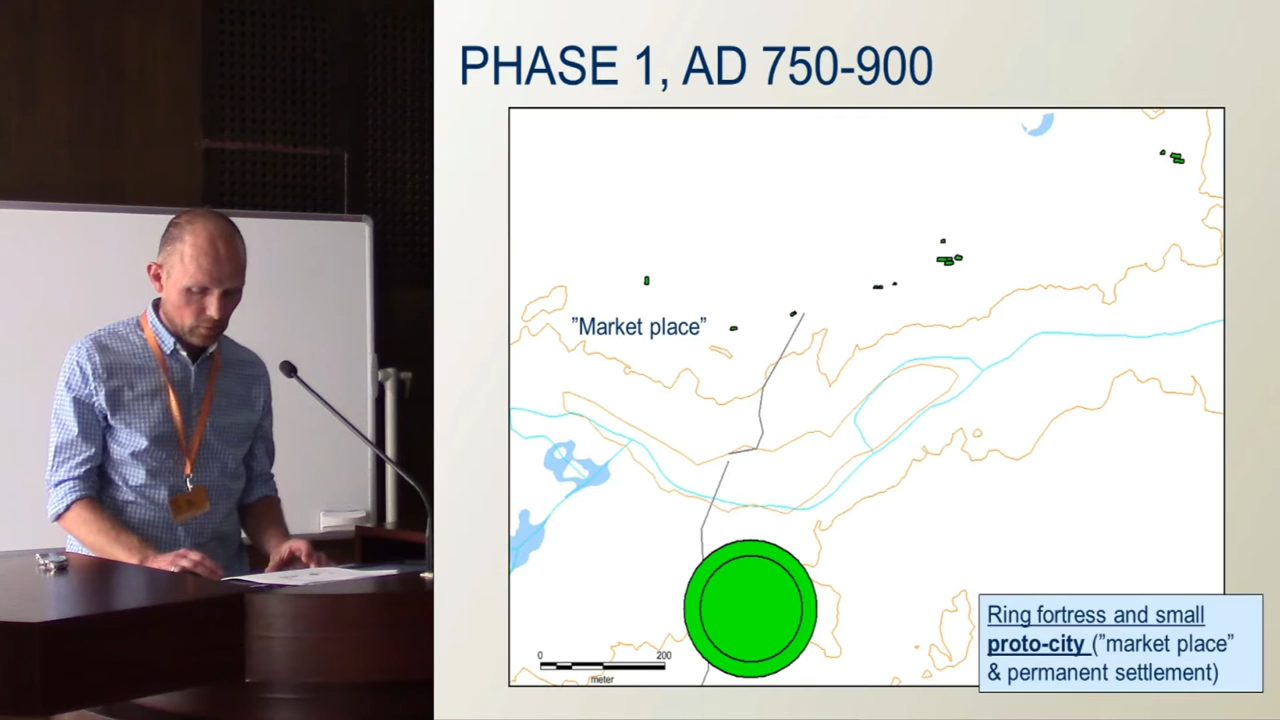 PHASE 1, AD 750-900
”Market place”
0 200
meter
Ring fortress and small
proto-city (”market place”
& permanent settlement)